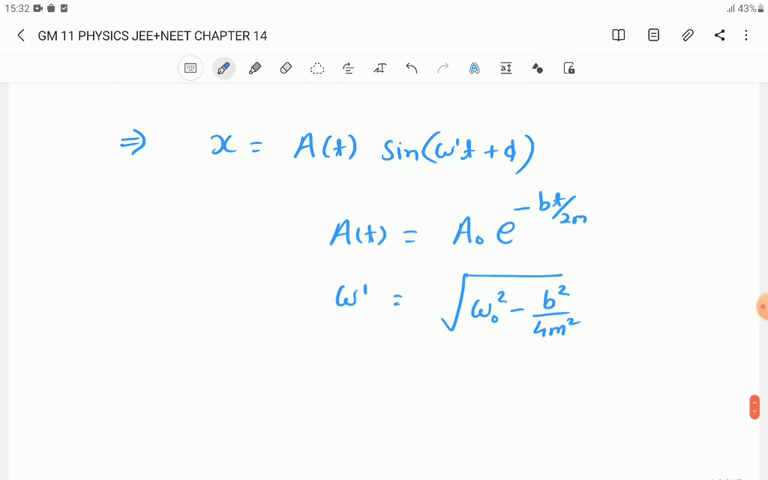 15:32 43%
GM 11 PHYSICS JEE+NEET CHAPTER 14
⇒ x = A(t) sin(ω't + ϕ)
A(t) = A₀ e^(-bt/2m)
ω' = √(ω₀² - b²/4m²)